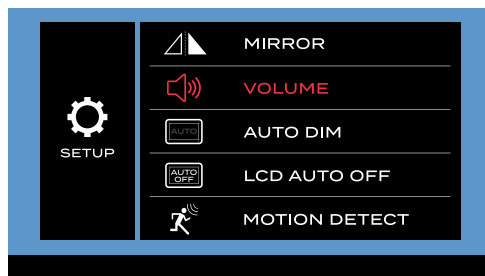 SETUP
MIRROR
VOLUME
AUTO
AUTO DIM
AUTO
OFF
LCD AUTO OFF
MOTION DETECT